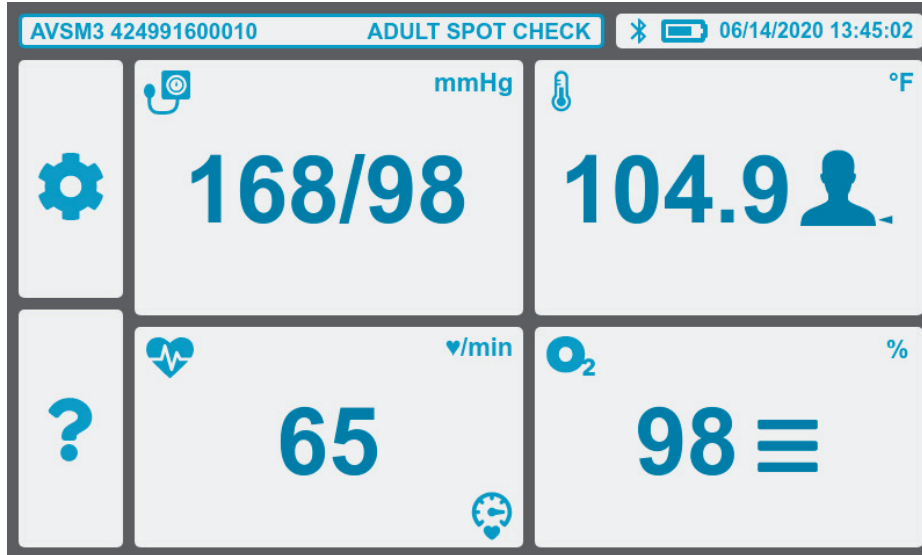 AVSM3 424991600010 ADULT SPOT CHECK 06/14/2020 13:45:02
mmHg
168/98
°F
104.9
♥/min
65
O2
%
98
?